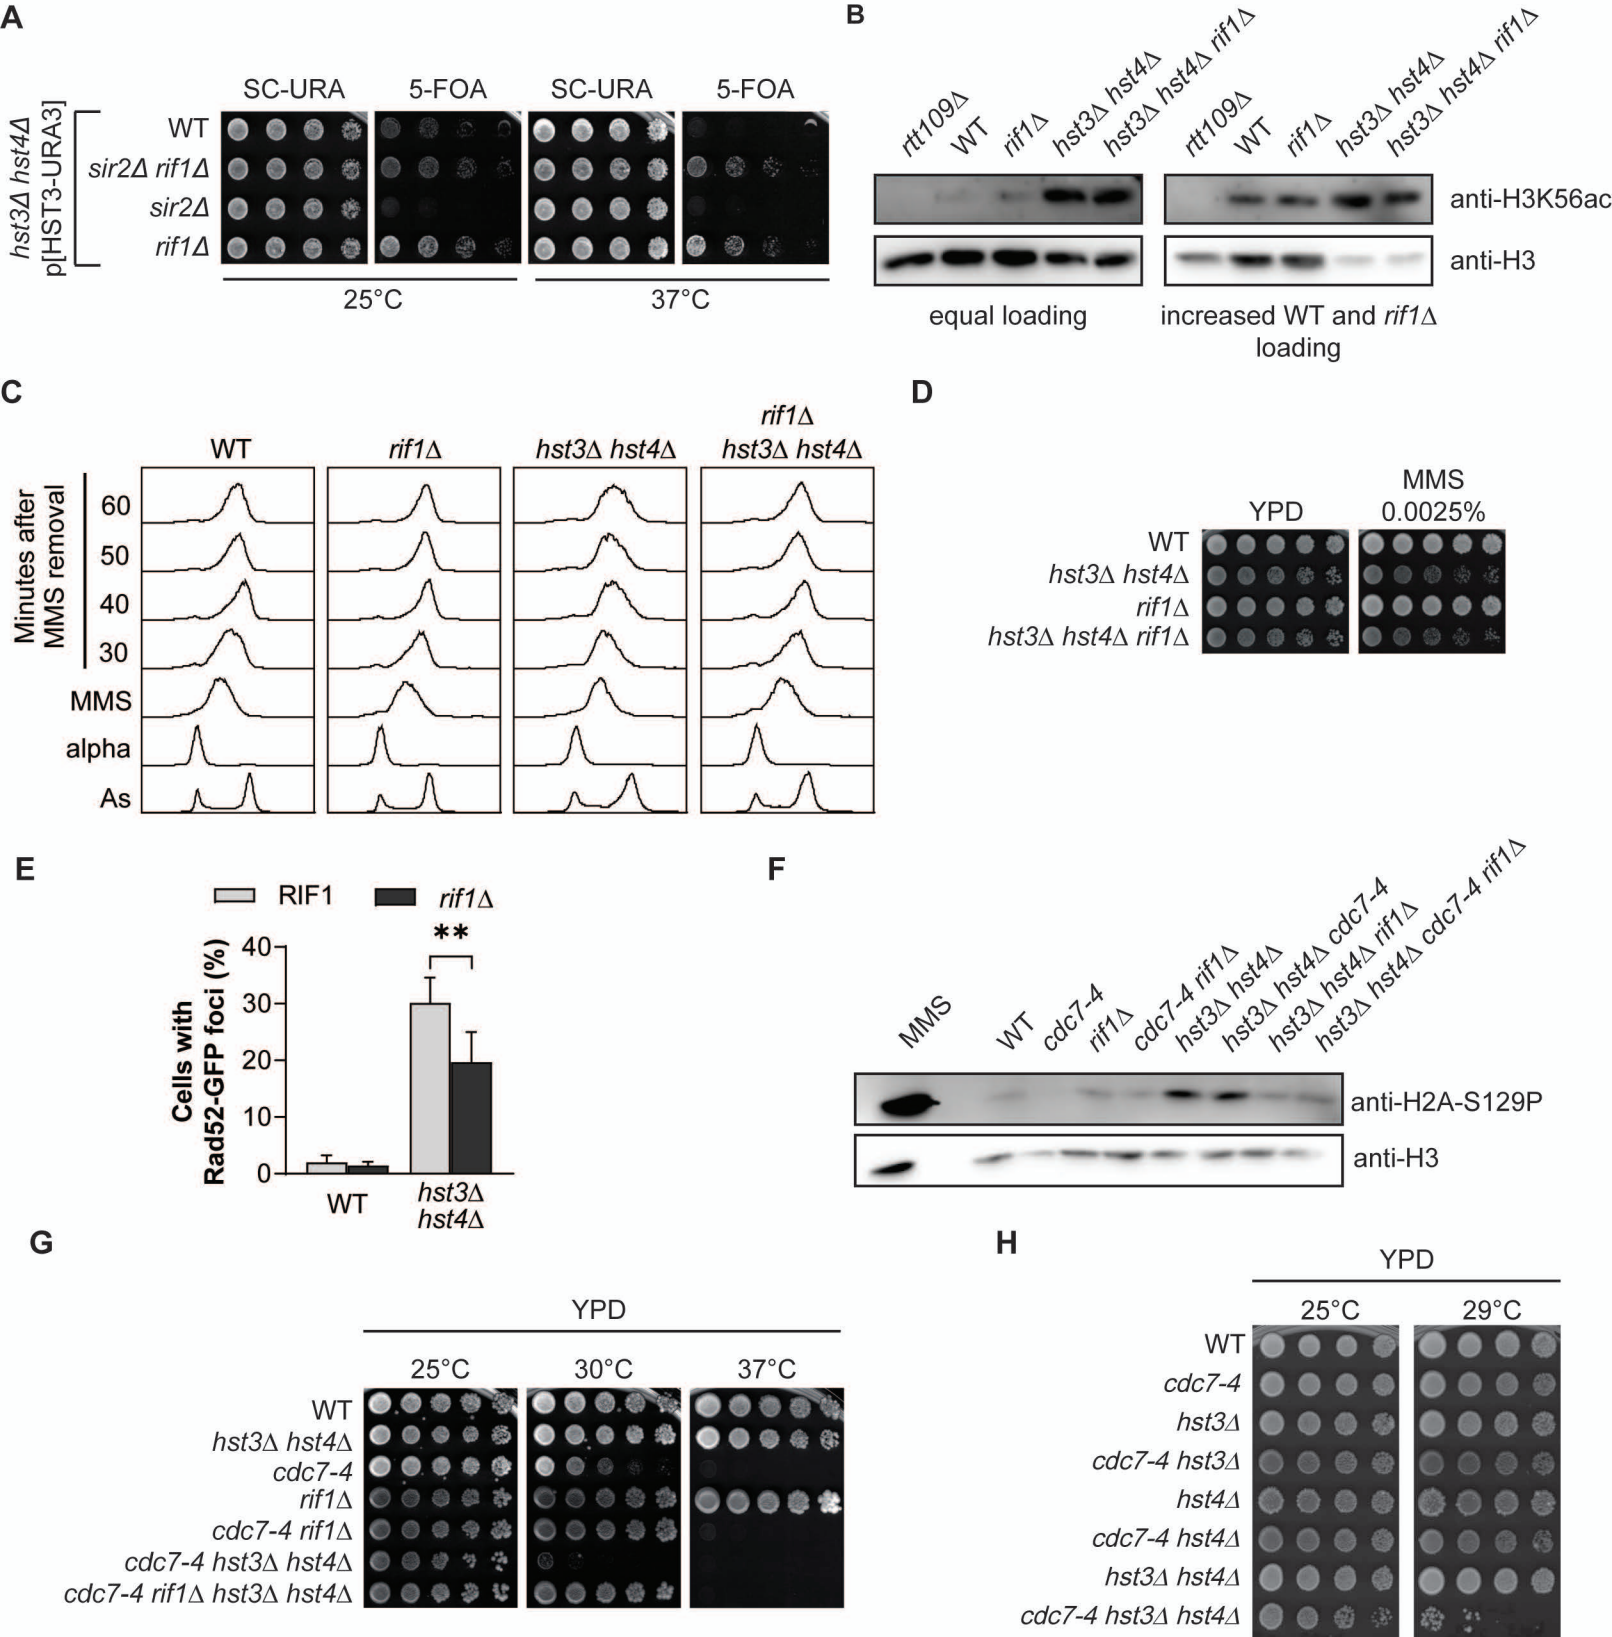 A
SC-URA
5-FOA
SC-URA
5-FOA
hst3Δ hst4Δ
p[HST3-URA3]
WT
sir2Δ rif1Δ
sir2Δ
rif1Δ
25°C
37°C
B
rtt109Δ
WT
rif1Δ
hst3Δ hst4Δ
hst3Δ hst4Δ rif1Δ
rtt109Δ
WT
rif1Δ
hst3Δ hst4Δ
hst3Δ hst4Δ rif1Δ
anti-H3K56ac
anti-H3
equal loading
increased WT and rif1Δ
loading
C
WT
rif1Δ
hst3Δ hst4Δ
rif1Δ
hst3Δ hst4Δ
Minutes after
MMS removal
60
50
40
30
MMS
alpha
As
D
YPD
MMS
0.0025%
WT
hst3Δ hst4Δ
rif1Δ
hst3Δ hst4Δ rif1Δ
E
RIF1
rif1Δ
**
Cells with
Rad52-GFP foci (%)
40
30
20
10
0
WT
hst3Δ
hst4Δ
F
MMS
WT
cdc7-4
rif1Δ
cdc7-4 rif1Δ
hst3Δ hst4Δ
hst3Δ hst4Δ cdc7-4
hst3Δ hst4Δ rif1Δ
hst3Δ hst4Δ cdc7-4 rif1Δ
anti-H2A-S129P
anti-H3
G
YPD
25°C
30°C
37°C
WT
hst3Δ hst4Δ
cdc7-4
rif1Δ
cdc7-4 rif1Δ
cdc7-4 hst3Δ hst4Δ
cdc7-4 rif1Δ hst3Δ hst4Δ
H
YPD
25°C
29°C
WT
cdc7-4
hst3Δ
cdc7-4 hst3Δ
hst4Δ
cdc7-4 hst4Δ
hst3Δ hst4Δ
cdc7-4 hst3Δ hst4Δ